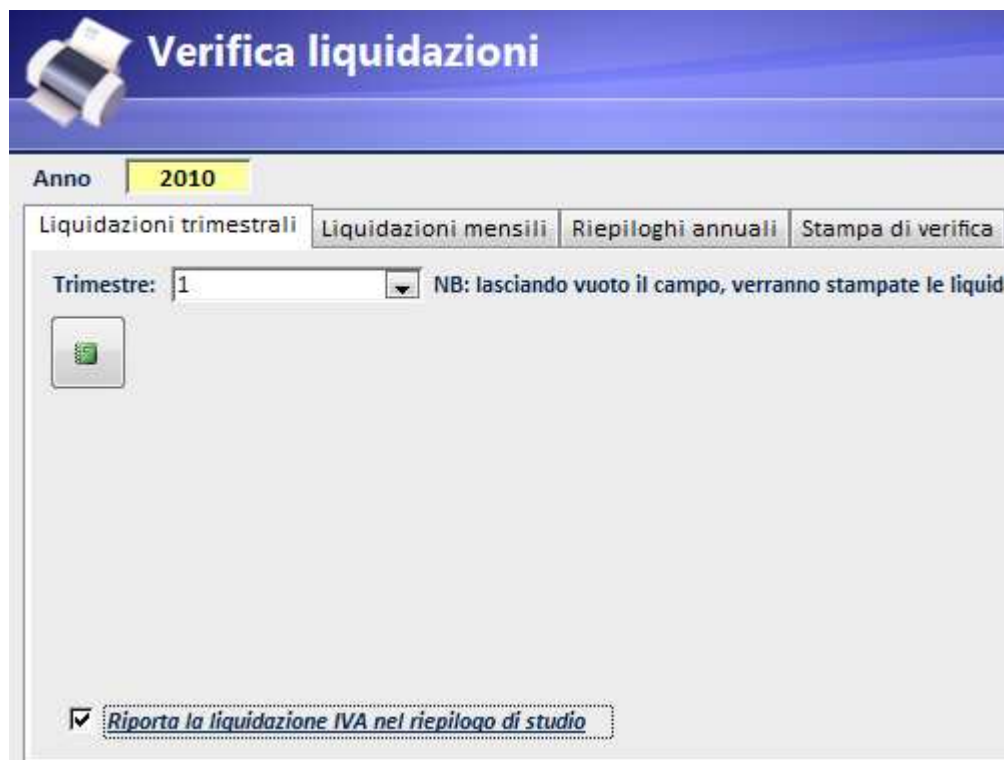 Verifica liquidazioni
Anno 2010
Liquidazioni trimestrali Liquidazioni mensili Riepiloghi annuali Stampa di verifica
Trimestre: 1 NB: lasciando vuoto il campo, verranno stampate le liquid
Riporta la liquidazione IVA nel riepilogo di studio